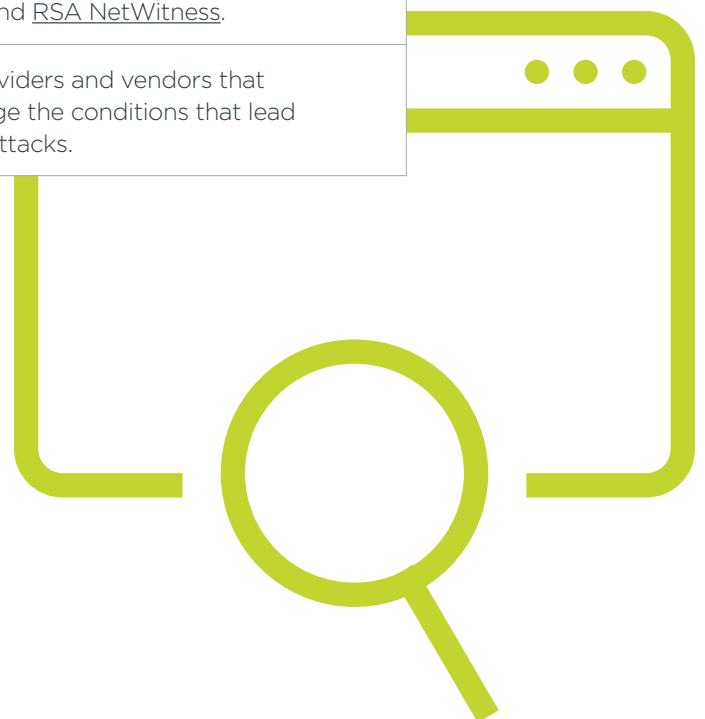 nd RSA NetWitness.
viders and vendors that
ge the conditions that lead
ttacks.